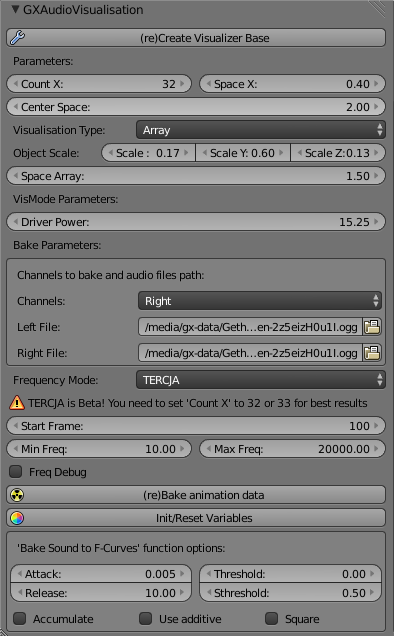 GXAudioVisualisation
(re)Create Visualizer Base
Parameters:
Count X: 32 Space X: 0.40
Center Space: 2.00
Visualisation Type: Array
Object Scale: Scale : 0.17 Scale Y: 0.60 Scale Z:0.13
Space Array: 1.50
VisMode Parameters:
Driver Power: 15.25
Bake Parameters:
Channels to bake and audio files path:
Channels: Right
Left File: /media/gx-data/Geth...en-2z5eizH0u1I.ogg
Right File: /media/gx-data/Geth...en-2z5eizH0u1I.ogg
Frequency Mode: TERCJA
TERCJA is Beta! You need to set 'Count X' to 32 or 33 for best results
Start Frame: 100
Min Freq: 10.00 Max Freq: 20000.00
Freq Debug
(re)Bake animation data
Init/Reset Variables
'Bake Sound to F-Curves' function options:
Attack: 0.005 Threshold: 0.00
Release: 10.00 Sthreshold: 0.50
Accumulate Use additive Square